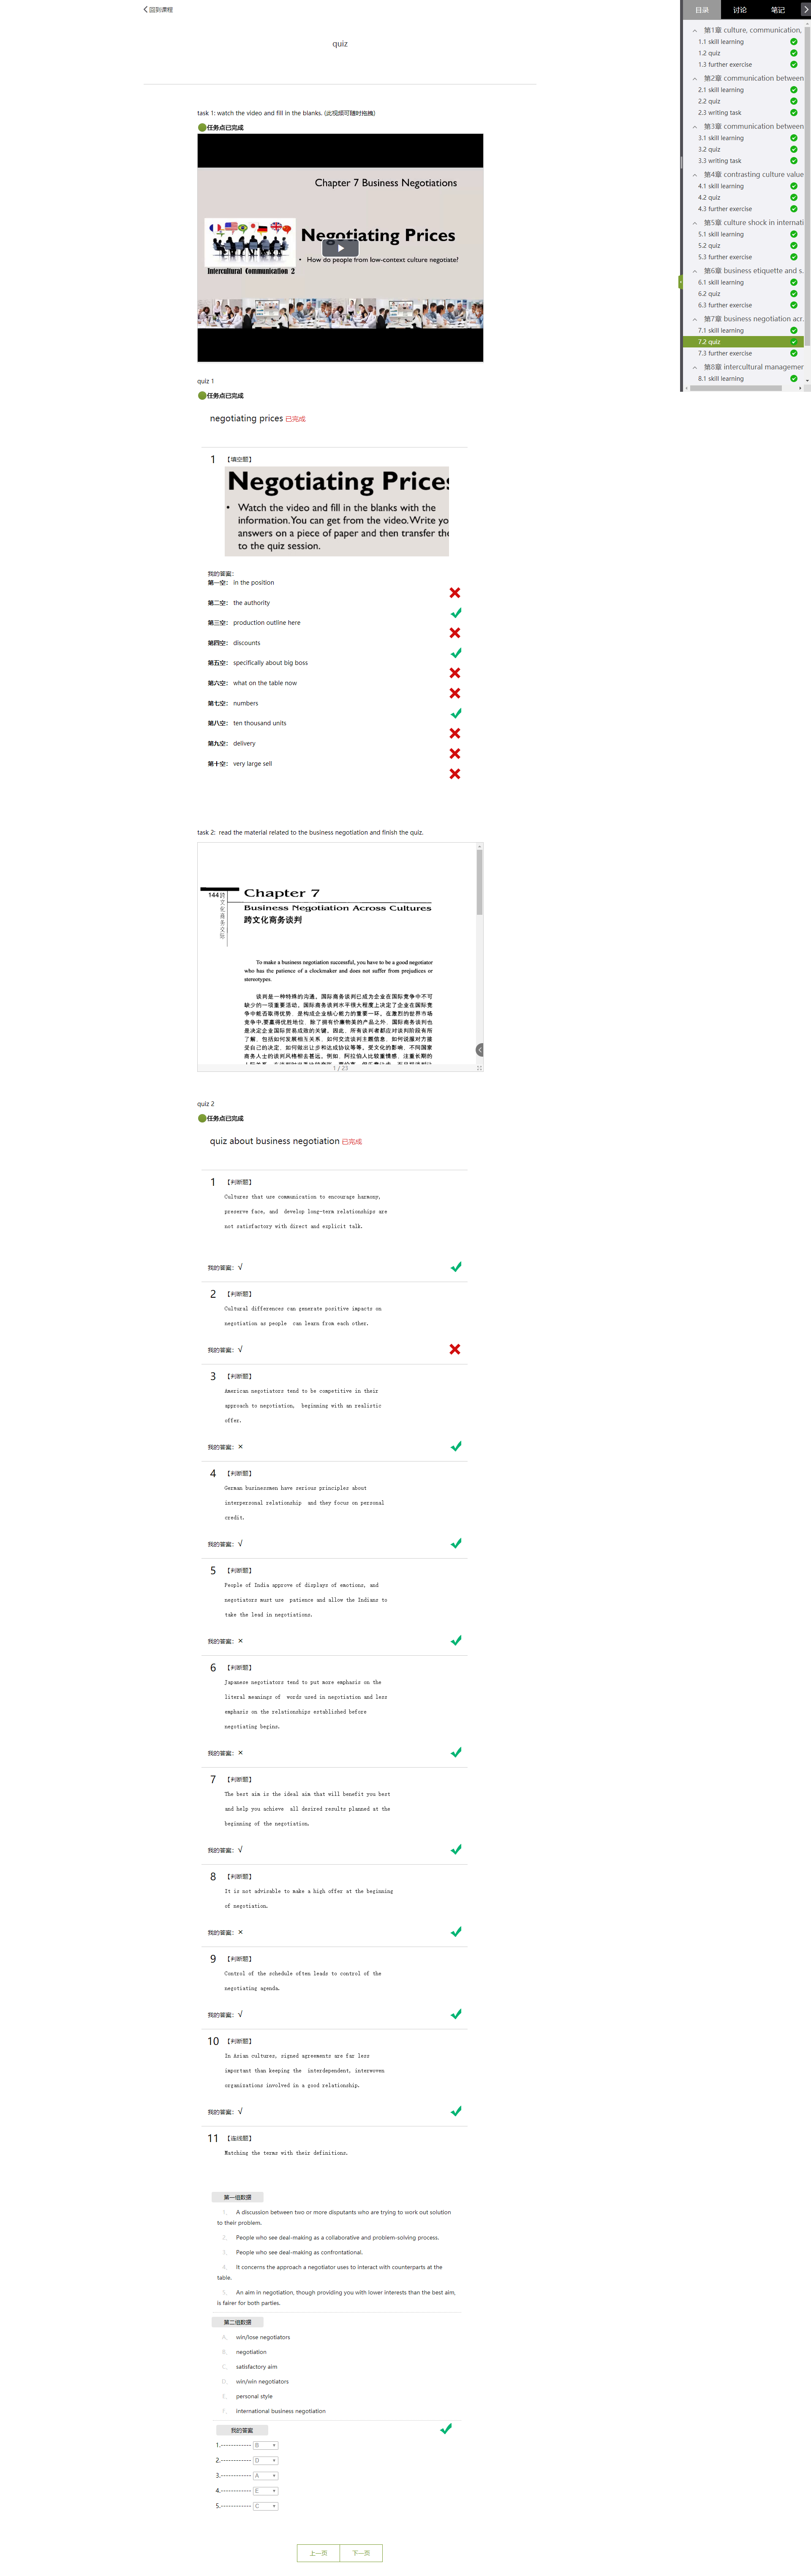 回到课程
quiz
task 1: watch the video and fill in the blanks. (此视频可随时拖拽)
任务点已完成
Chapter 7 Business Negotiations
Negotiating Prices
• How do people from low-context culture negotiate?
Intercultural Communication 2
quiz 1
任务点已完成
negotiating prices 已完成
1 【填空题】
Negotiating Prices
• Watch the video and fill in the blanks with the
information. You can get from the video. Write yo
answers on a piece of paper and then transfer the
to the quiz session.
我的答案:
第一空: in the position
第二空: the authority
第三空: production outline here
第四空: discounts
第五空: specifically about big boss
第六空: what on the table now
第七空: numbers
第八空: ten thousand units
第九空: delivery
第十空: very large sell
task 2: read the material related to the business negotiation and finish the quiz.
144 跨文化商务交际
Chapter 7
Business Negotiation Across Cultures
跨文化商务谈判
To make a business negotiation successful, you have to be a good negotiator
who has the patience of a clockmaker and does not suffer from prejudices or
stereotypes.
谈判是一种特殊的沟通。国际商务谈判已成为企业在国际竞争中不可
缺少的一项重要活动。国际商务谈判水平很大程度上决定了企业在国际竞
争中能否取得优势,是构成企业核心能力的重要一环。在激烈的世界市场
竞争中,要赢得优胜地位,除了拥有价廉物美的产品之外,国际商务谈判也
是决定企业国际贸易成败的关键。因此,所有谈判者都应对谈判阶段有所
了解,包括如何发展相互关系、如何交流谈判主题信息、如何说服对方接
受自己的决定、如何做出让步和达成协议等等。受文化的影响,不同国家
商务人士的谈判风格相去甚远。例如,阿拉伯人比较重情感,注重长期的
1 / 23
quiz 2
任务点已完成
quiz about business negotiation 已完成
1 【判断题】
Cultures that use communication to encourage harmony,
preserve face, and develop long-term relationships are
not satisfactory with direct and explicit talk.
我的答案: √
2 【判断题】
Cultural differences can generate positive impacts on
negotiation as people can learn from each other.
我的答案: √
3 【判断题】
American negotiators tend to be competitive in their
approach to negotiation, beginning with an realistic
offer.
我的答案: ×
4 【判断题】
German businessmen have serious principles about
interpersonal relationship and they focus on personal
credit.
我的答案: √
5 【判断题】
People of India approve of displays of emotions, and
negotiators must use patience and allow the Indians to
take the lead in negotiations.
我的答案: ×
6 【判断题】
Japanese negotiators tend to put more emphasis on the
literal meanings of words used in negotiation and less
emphasis on the relationships established before
negotiating begins.
我的答案: ×
7 【判断题】
The best aim is the ideal aim that will benefit you best
and help you achieve all desired results planned at the
beginning of the negotiation.
我的答案: √
8 【判断题】
It is not advisable to make a high offer at the beginning
of negotiation.
我的答案: ×
9 【判断题】
Control of the schedule often leads to control of the
negotiating agenda.
我的答案: √
10 【判断题】
In Asian cultures, signed agreements are far less
important than keeping the interdependent, interwoven
organizations involved in a good relationship.
我的答案: √
11 【连线题】
Matching the terms with their definitions.
第一组数据
1、 A discussion between two or more disputants who are trying to work out solution
to their problem.
2、 People who see deal-making as a collaborative and problem-solving process.
3、 People who see deal-making as confrontational.
4、 It concerns the approach a negotiator uses to interact with counterparts at the
table.
5、 An aim in negotiation, though providing you with lower interests than the best aim,
is fairer for both parties.
第二组数据
A、 win/lose negotiators
B、 negotiation
C、 satisfactory aim
D、 win/win negotiators
E、 personal style
F、 international business negotiation
我的答案
1.------------ B
2.------------ D
3.------------ A
4.------------ E
5.------------ C
上一页 下一页
目录 讨论 笔记
第1章 culture, communication,
1.1 skill learning
1.2 quiz
1.3 further exercise
第2章 communication between
2.1 skill learning
2.2 quiz
2.3 writing task
第3章 communication between
3.1 skill learning
3.2 quiz
3.3 writing task
第4章 contrasting culture value
4.1 skill learning
4.2 quiz
4.3 further exercise
第5章 culture shock in internati
5.1 skill learning
5.2 quiz
5.3 further exercise
第6章 business etiquette and s.
6.1 skill learning
6.2 quiz
6.3 further exercise
第7章 business negotiation acr.
7.1 skill learning
7.2 quiz
7.3 further exercise
第8章 intercultural managemer
8.1 skill learning